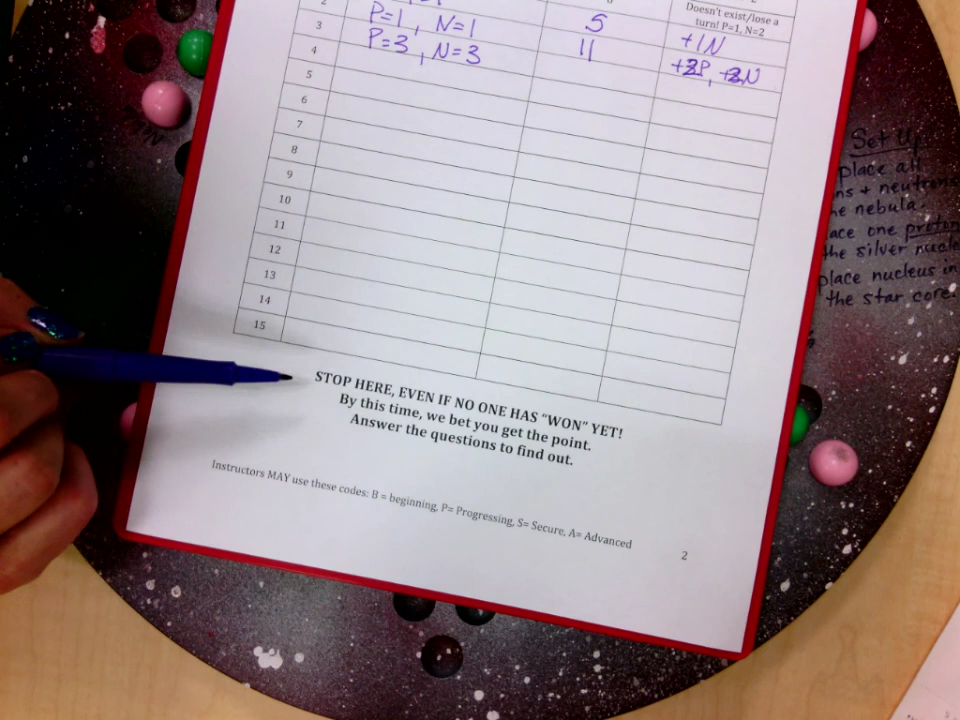 2
Doesn't exist/lose a
turn! P=1, N=2
3 P=1, N=1 5 +1N
4 P=3, N=3 11
5
6
7
8
9
10
11
12
13
14
15
STOP HERE, EVEN IF NO ONE HAS "WON" YET!
By this time, we bet you get the point.
Answer the questions to find out.
Instructors MAY use these codes: B = beginning, P= Progressing, S= Secure, A= Advanced
2
Set Up
place all
ns + neutrons
he nebula.
ace one proton
the silver nucle
place nucleus in
the star core.